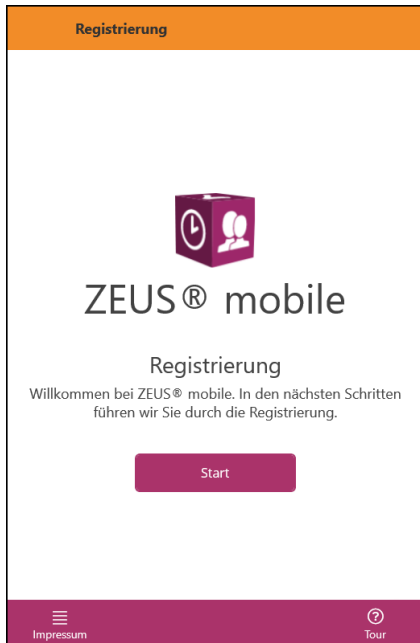 Registrierung
ZEUS® mobile
Registrierung
Willkommen bei ZEUS® mobile. In den nächsten Schritten
führen wir Sie durch die Registrierung.
Start
Impressum
Tour